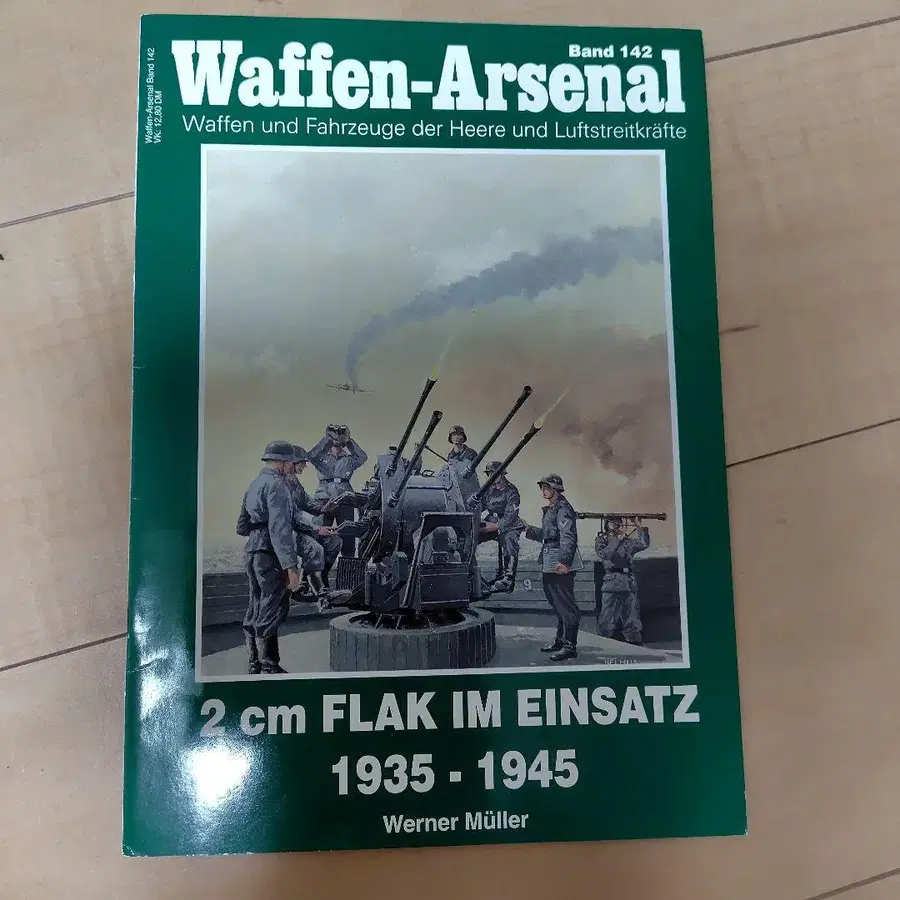 Waffen-Arsenal Band 142
VK: 12,80 DM
Band 142
Waffen-Arsenal
Waffen und Fahrzeuge der Heere und Luftstreitkräfte
9
2 cm FLAK IM EINSATZ
1935 - 1945
Werner Müller